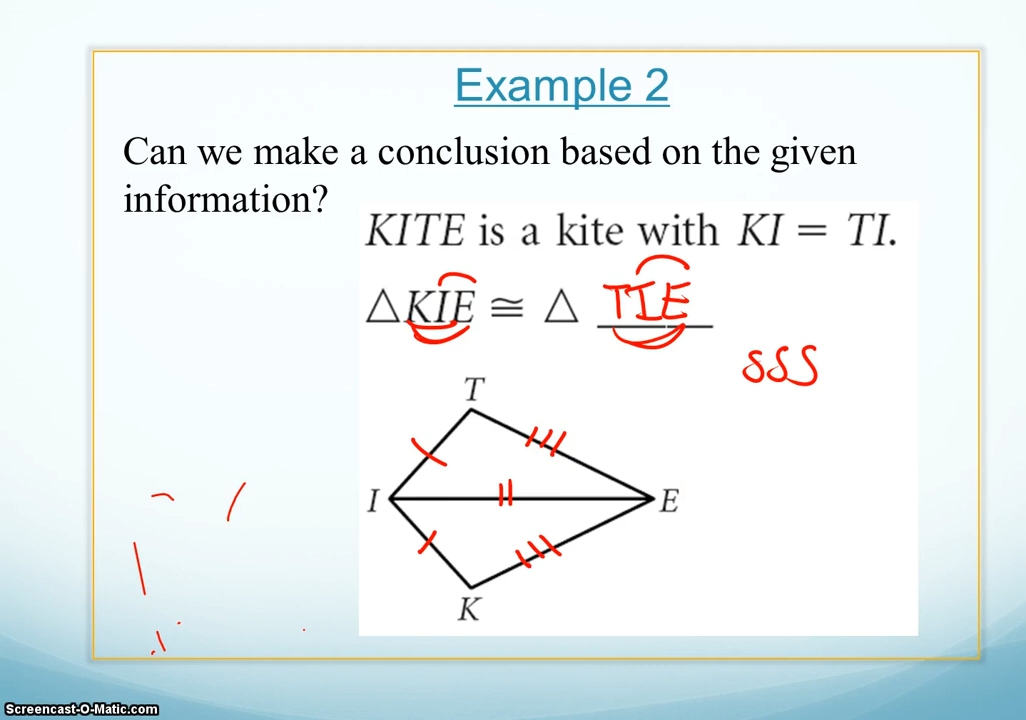 Example 2
Can we make a conclusion based on the given
information?
KITE is a kite with KI = TI.
△KIE ≅ △ TIE
SSS
T
I
E
K
Screencast-O-Matic.com